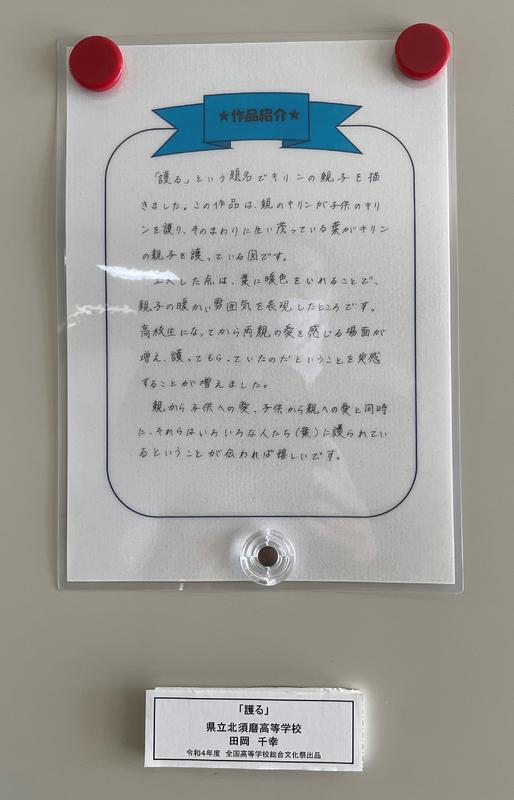 ★作品紹介★
「護る」という題名でキリンの親子を描
きました。この作品は、親のキリンが子供のキリ
ンを護り、そのまわりに生い茂っている葉がキリン
の親子を護っている図です。
工夫した点は、葉に暖色をいれることで、
親子の暖かい雰囲気を表現したところです。
高校生になってから両親の愛を感じる場面が
増え、護ってもらっていたのだということを実感
することが増えました。
親から子供への愛、子供から親への愛と同時
に、それらはいろいろな人たち(葉)に護られてい
るということが伝われば嬉しいです。
「護る」
県立北須磨高等学校
田岡 千幸
令和4年度 全国高等学校総合文化祭出品